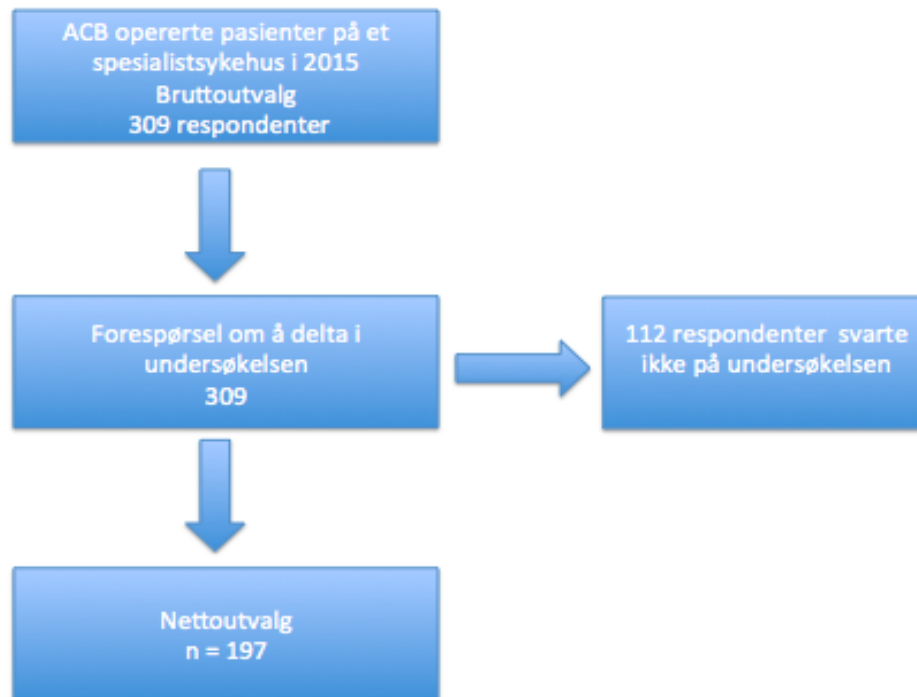 ACB opererte pasienter på et
spesialistsykehus i 2015
Bruttoutvalg
309 respondenter
Forespørsel om å delta i
undersøkelsen
309
112 respondenter svarte
ikke på undersøkelsen
Nettoutvalg
n = 197